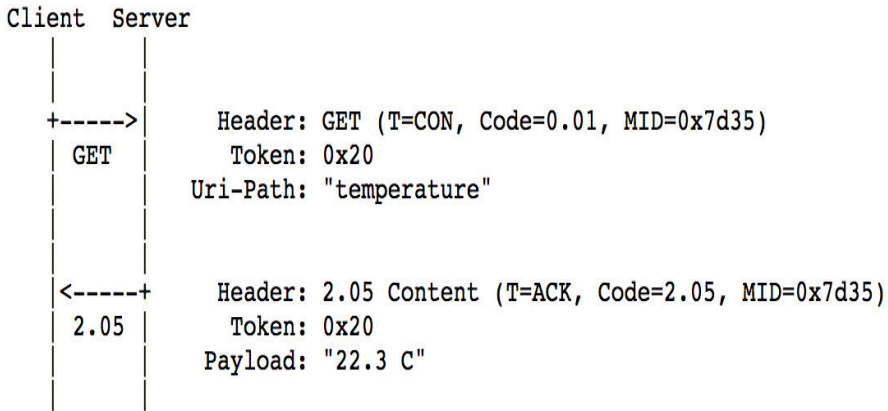 Client Server
Header: GET (T=CON, Code=0.01, MID=0x7d35)
GET Token: 0x20
Uri-Path: "temperature"
Header: 2.05 Content (T=ACK, Code=2.05, MID=0x7d35)
2.05 Token: 0x20
Payload: "22.3 C"